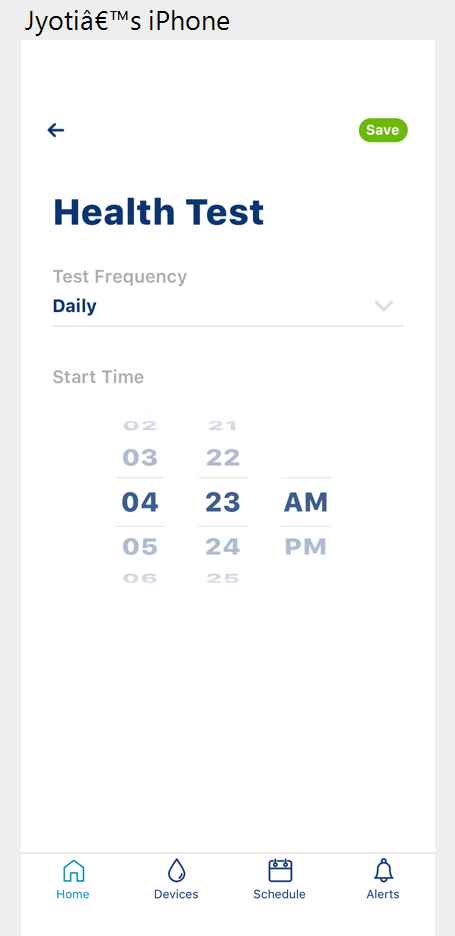 Jyotiâ€™s iPhone
Save
Health Test
Test Frequency
Daily
Start Time
02 21
03 22
04 23 AM
05 24 PM
06 25
Home Devices Schedule Alerts